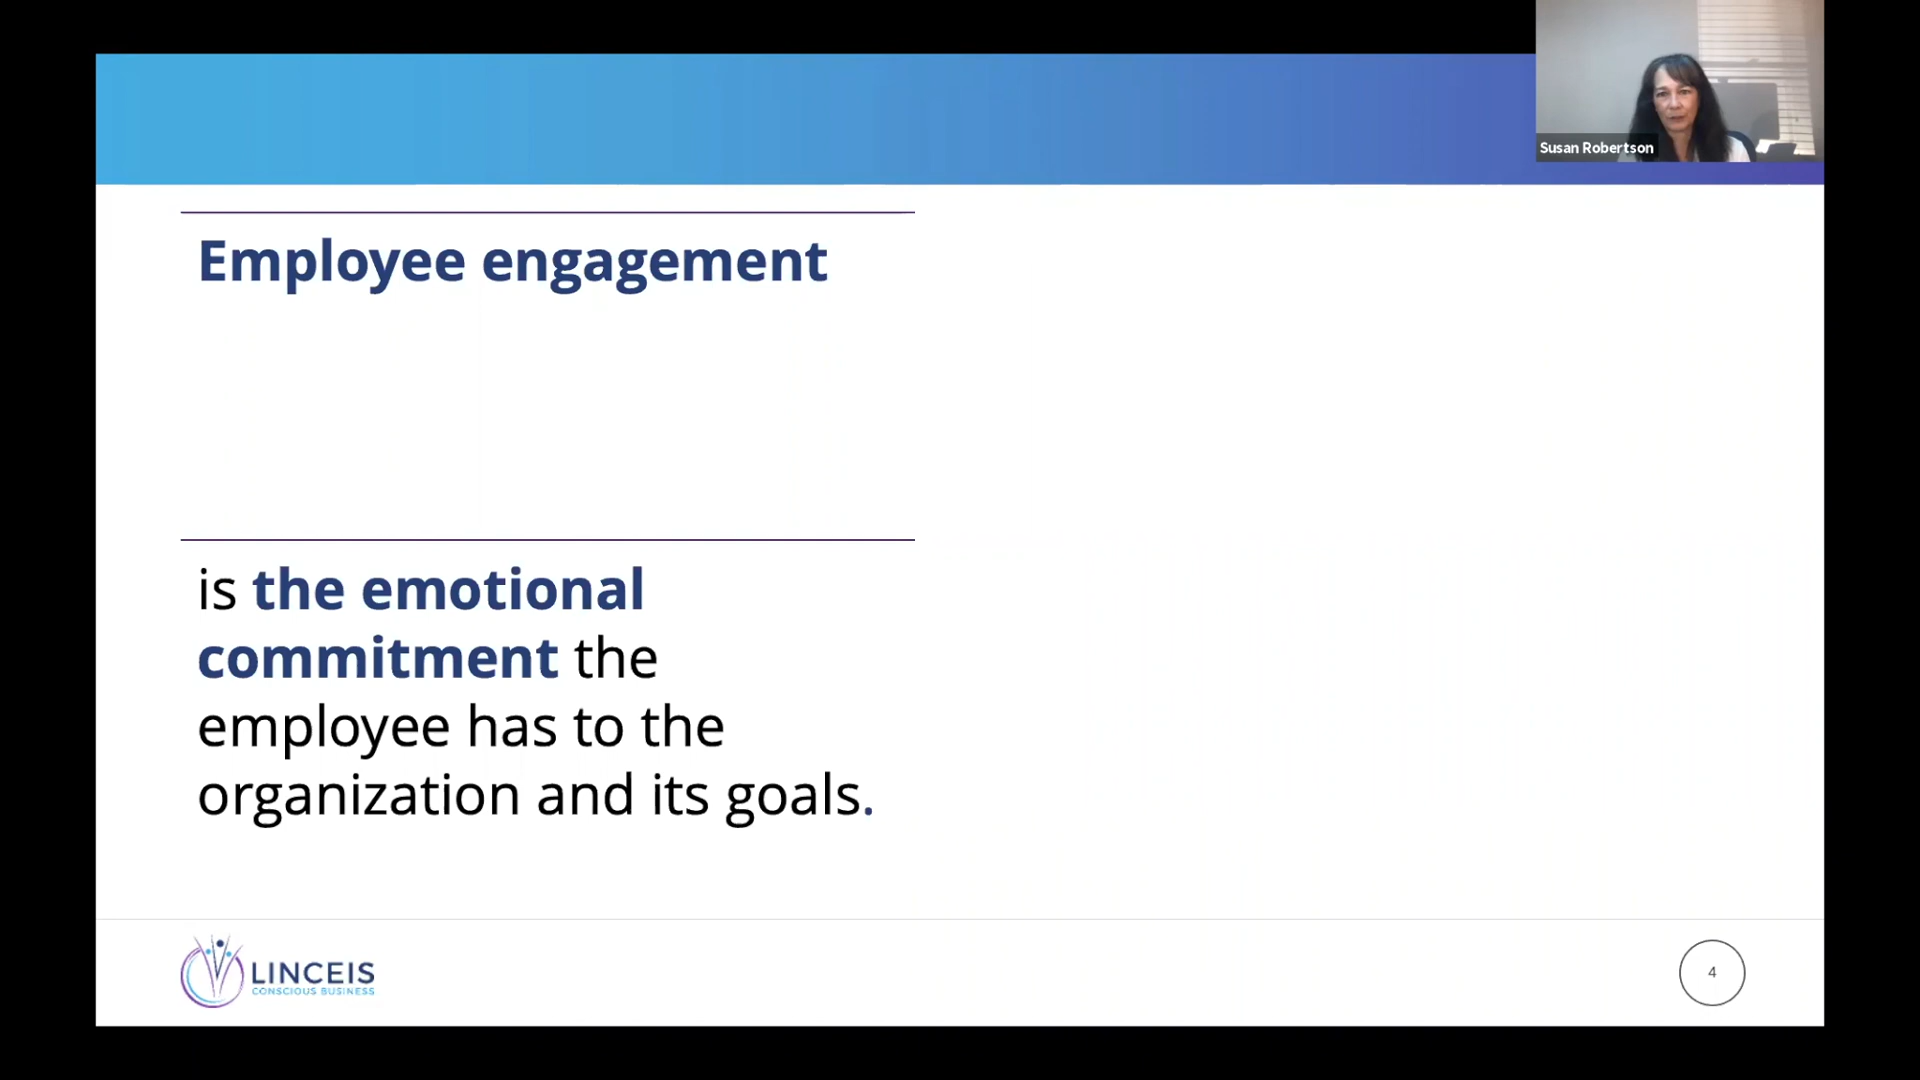 Susan Robertson
Employee engagement
is the emotional
commitment the
employee has to the
organization and its goals.
LINCEIS
CONSCIOUS BUSINESS
4